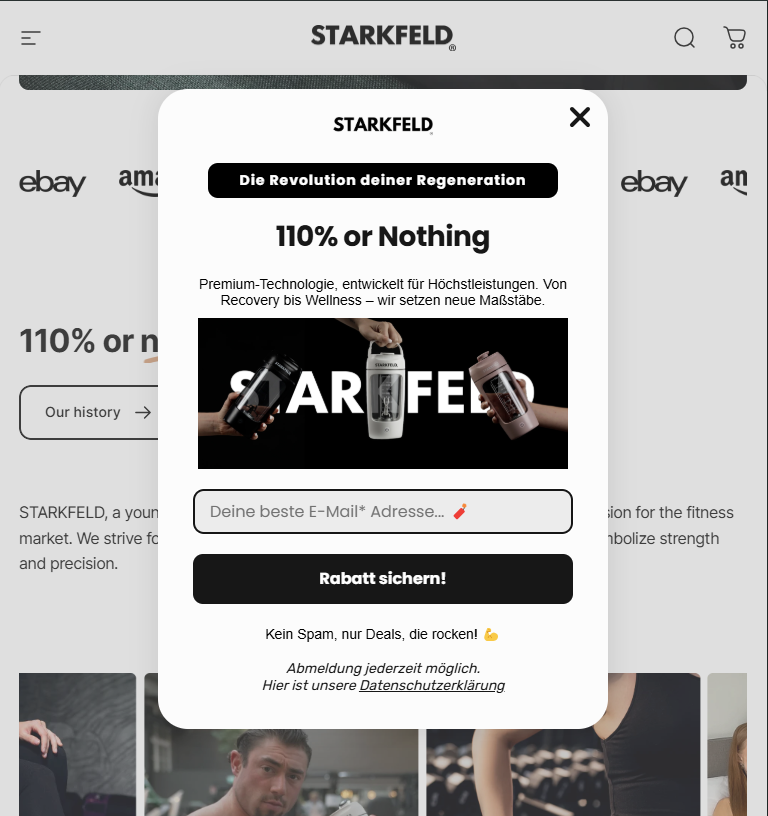 STARKFELD®
STARKFELD
Die Revolution deiner Regeneration
110% or Nothing
Premium-Technologie, entwickelt für Höchstleistungen. Von
Recovery bis Wellness – wir setzen neue Maßstäbe.
STARKFELD
Deine beste E-Mail* Adresse... 🧨
Rabatt sichern!
Kein Spam, nur Deals, die rocken! 💪
Abmeldung jederzeit möglich.
Hier ist unsere Datenschutzerklärung
ebay ama
ebay an
110% or n
Our history →
STARKFELD, a youn
sion for the fitness
market. We strive fo
mbolize strength
and precision.